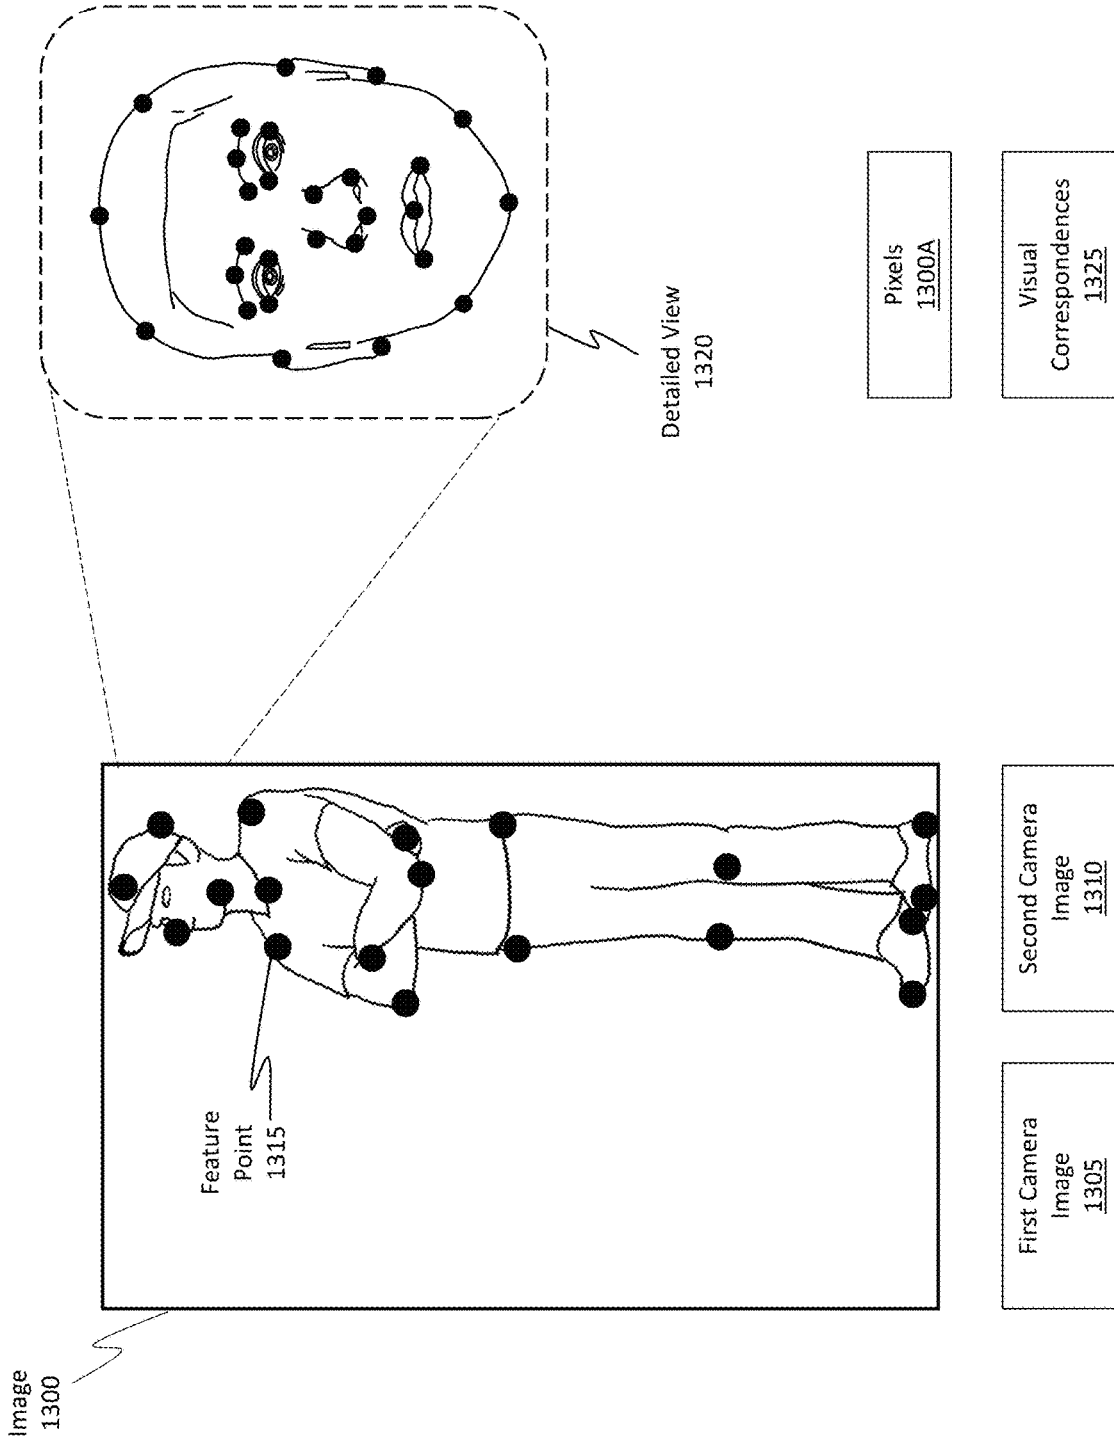 Image
1300
Feature
Point
1315
Detailed View
1320
First Camera
Image
1305
Second Camera
Image
1310
Pixels
1300A
Visual
Correspondences
1325